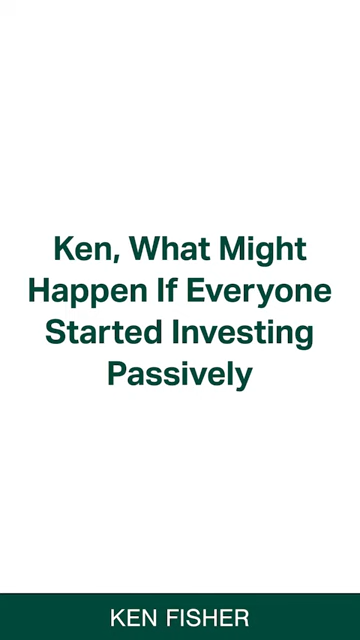 Ken, What Might
Happen If Everyone
Started Investing
Passively
KEN FISHER